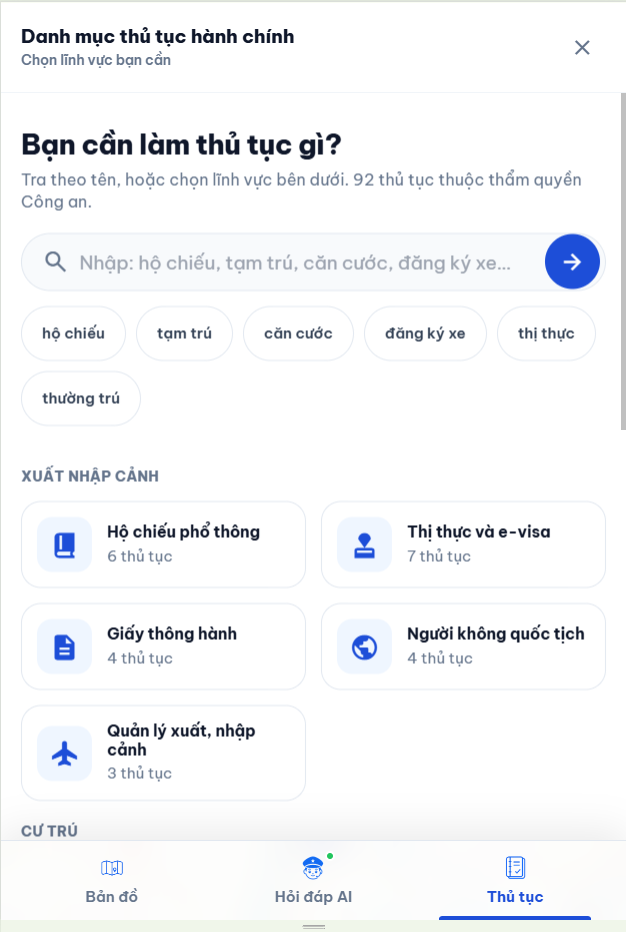 Danh mục thủ tục hành chính
Chọn lĩnh vực bạn cần
Bạn cần làm thủ tục gì?
Tra theo tên, hoặc chọn lĩnh vực bên dưới. 92 thủ tục thuộc thẩm quyền
Công an.
Nhập: hộ chiếu, tạm trú, căn cước, đăng ký xe...
hộ chiếu
tạm trú
căn cước
đăng ký xe
thị thực
thường trú
XUẤT NHẬP CẢNH
Hộ chiếu phổ thông
6 thủ tục
Thị thực và e-visa
7 thủ tục
Giấy thông hành
4 thủ tục
Người không quốc tịch
4 thủ tục
Quản lý xuất, nhập
cảnh
3 thủ tục
CƯ TRÚ
Bản đồ
Hỏi đáp AI
Thủ tục